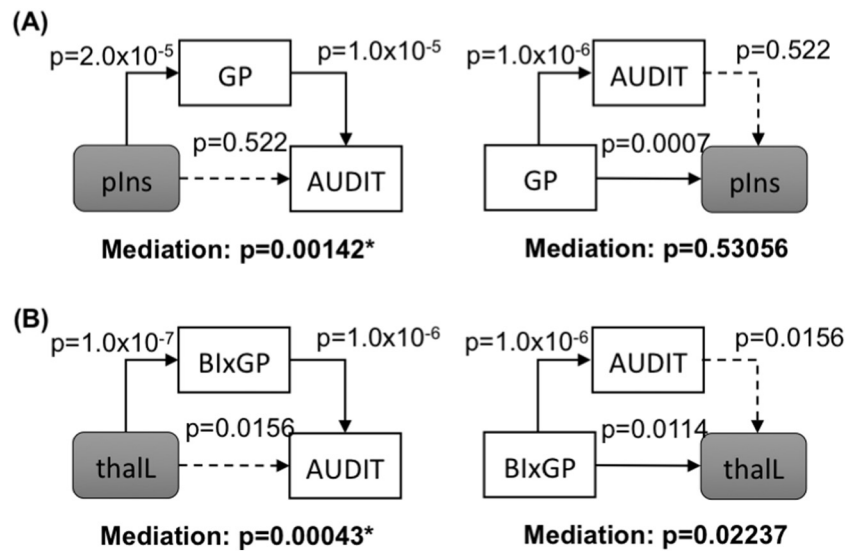 (A)
p=2.0x10-5
GP
p=1.0x10-5
pIns
p=0.522
AUDIT
Mediation: p=0.00142*
p=1.0x10-6
AUDIT
p=0.522
GP
p=0.0007
pIns
Mediation: p=0.53056
(B)
p=1.0x10-7
BIxGP
p=1.0x10-6
thalL
p=0.0156
AUDIT
Mediation: p=0.00043*
p=1.0x10-6
AUDIT
p=0.0156
BIxGP
p=0.0114
thalL
Mediation: p=0.02237